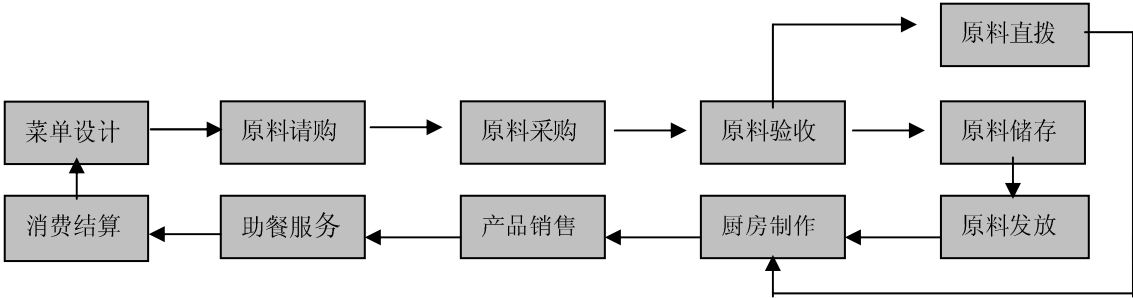 原料直拨
菜单设计
原料请购
原料采购
原料验收
原料储存
消费结算
助餐服务
产品销售
厨房制作
原料发放